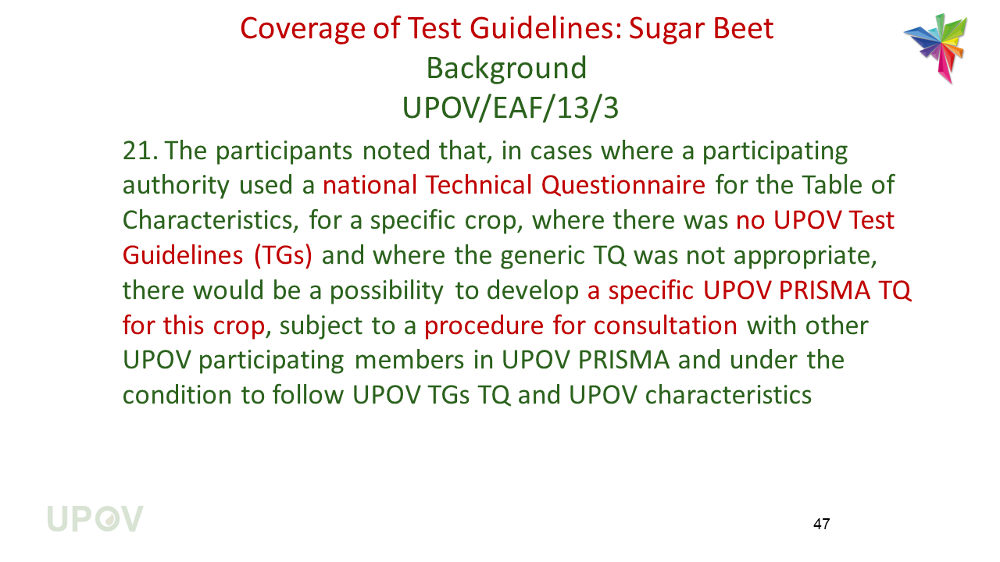 Coverage of Test Guidelines: Sugar Beet
Background
UPOV/EAF/13/3
21. The participants noted that, in cases where a participating
authority used a national Technical Questionnaire for the Table of
Characteristics, for a specific crop, where there was no UPOV Test
Guidelines (TGs) and where the generic TQ was not appropriate,
there would be a possibility to develop a specific UPOV PRISMA TQ
for this crop, subject to a procedure for consultation with other
UPOV participating members in UPOV PRISMA and under the
condition to follow UPOV TGs TQ and UPOV characteristics
UPOV
47